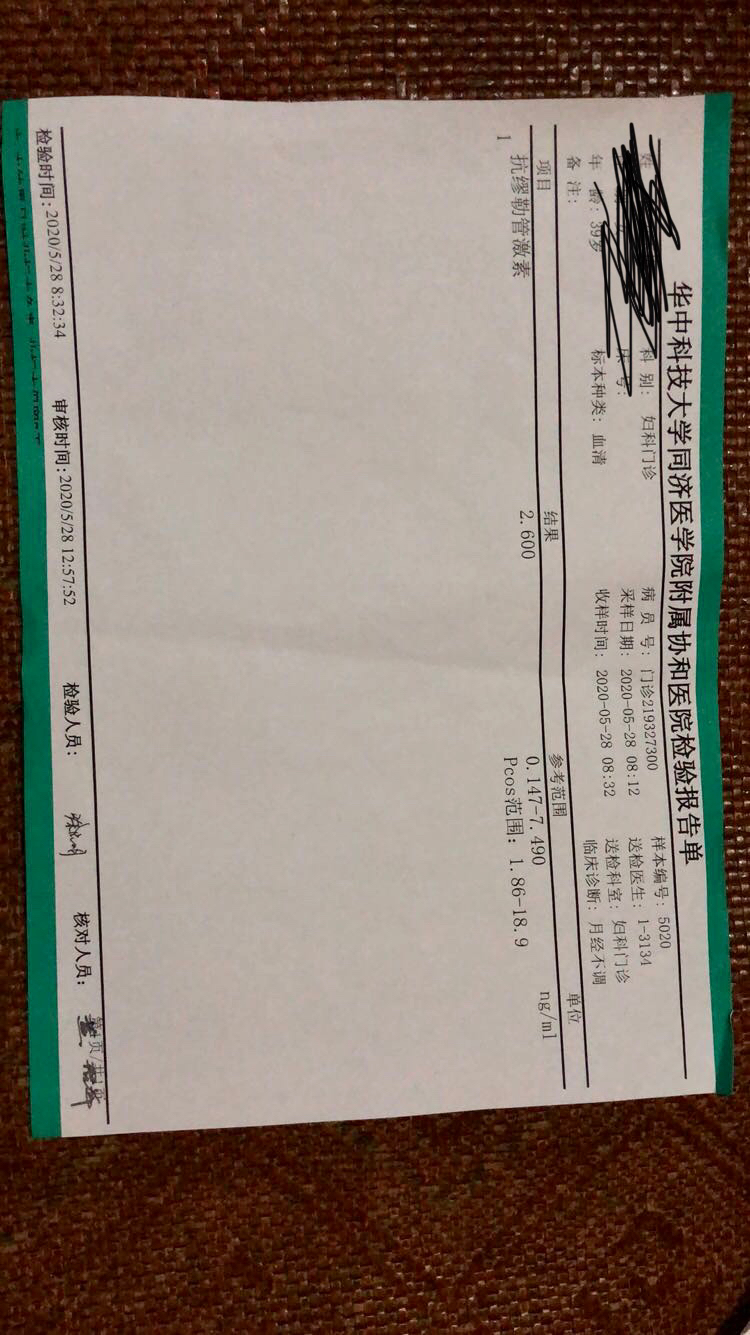 华中科技大学同济医学院附属协和医院检验报告单
姓 科 别: 妇科门诊 病 员 号: 门诊219327300 样本编号: 5020
号: 采样日期: 2020-05-28 08:12 送检医生: 1-3134
年 龄: 39岁 标本种类: 血清 收样时间: 2020-05-28 08:32 送检科室: 妇科门诊
备 注: 临床诊断: 月经不调
项目 结果 参考范围 单位
1 抗缪勒管激素 2.600 0.147-7.490 ng/ml
Pcos范围: 1.86-18.9
检验时间: 2020/5/28 8:32:34 审核时间: 2020/5/28 12:57:52 检验人员: 核对人员:
第1页/共1页